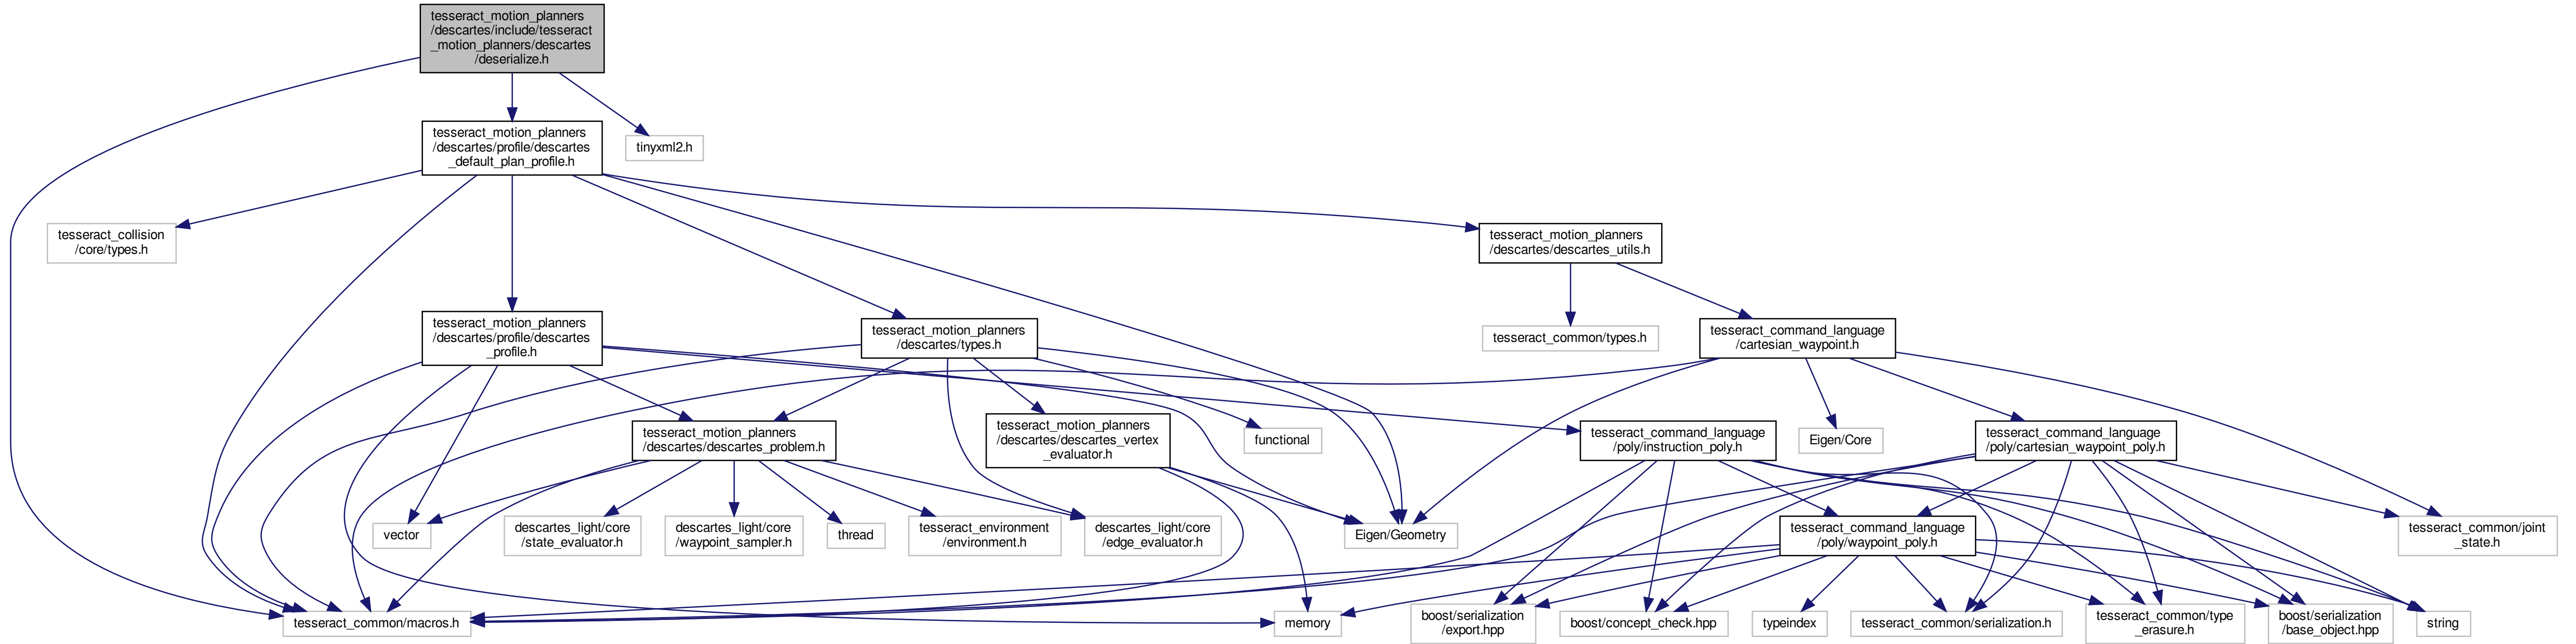 tesseract_motion_planners
/descartes/include/tesseract
_motion_planners/descartes
/deserialize.h
tesseract_motion_planners
/descartes/profile/descartes
_default_plan_profile.h
tinyxml2.h
tesseract_collision
/core/types.h
tesseract_motion_planners
/descartes/descartes_utils.h
tesseract_motion_planners
/descartes/profile/descartes
_profile.h
tesseract_motion_planners
/descartes/types.h
tesseract_common/types.h
tesseract_command_language
/cartesian_waypoint.h
tesseract_motion_planners
/descartes/descartes_problem.h
tesseract_motion_planners
/descartes/descartes_vertex
_evaluator.h
functional
tesseract_command_language
/poly/instruction_poly.h
Eigen/Core
tesseract_command_language
/poly/cartesian_waypoint_poly.h
vector
descartes_light/core
/state_evaluator.h
descartes_light/core
/waypoint_sampler.h
thread
tesseract_environment
/environment.h
descartes_light/core
/edge_evaluator.h
Eigen/Geometry
tesseract_command_language
/poly/waypoint_poly.h
tesseract_common/joint
_state.h
tesseract_common/macros.h
memory
boost/serialization
/export.hpp
boost/concept_check.hpp
typeindex
tesseract_common/serialization.h
tesseract_common/type
_erasure.h
boost/serialization
/base_object.hpp
string